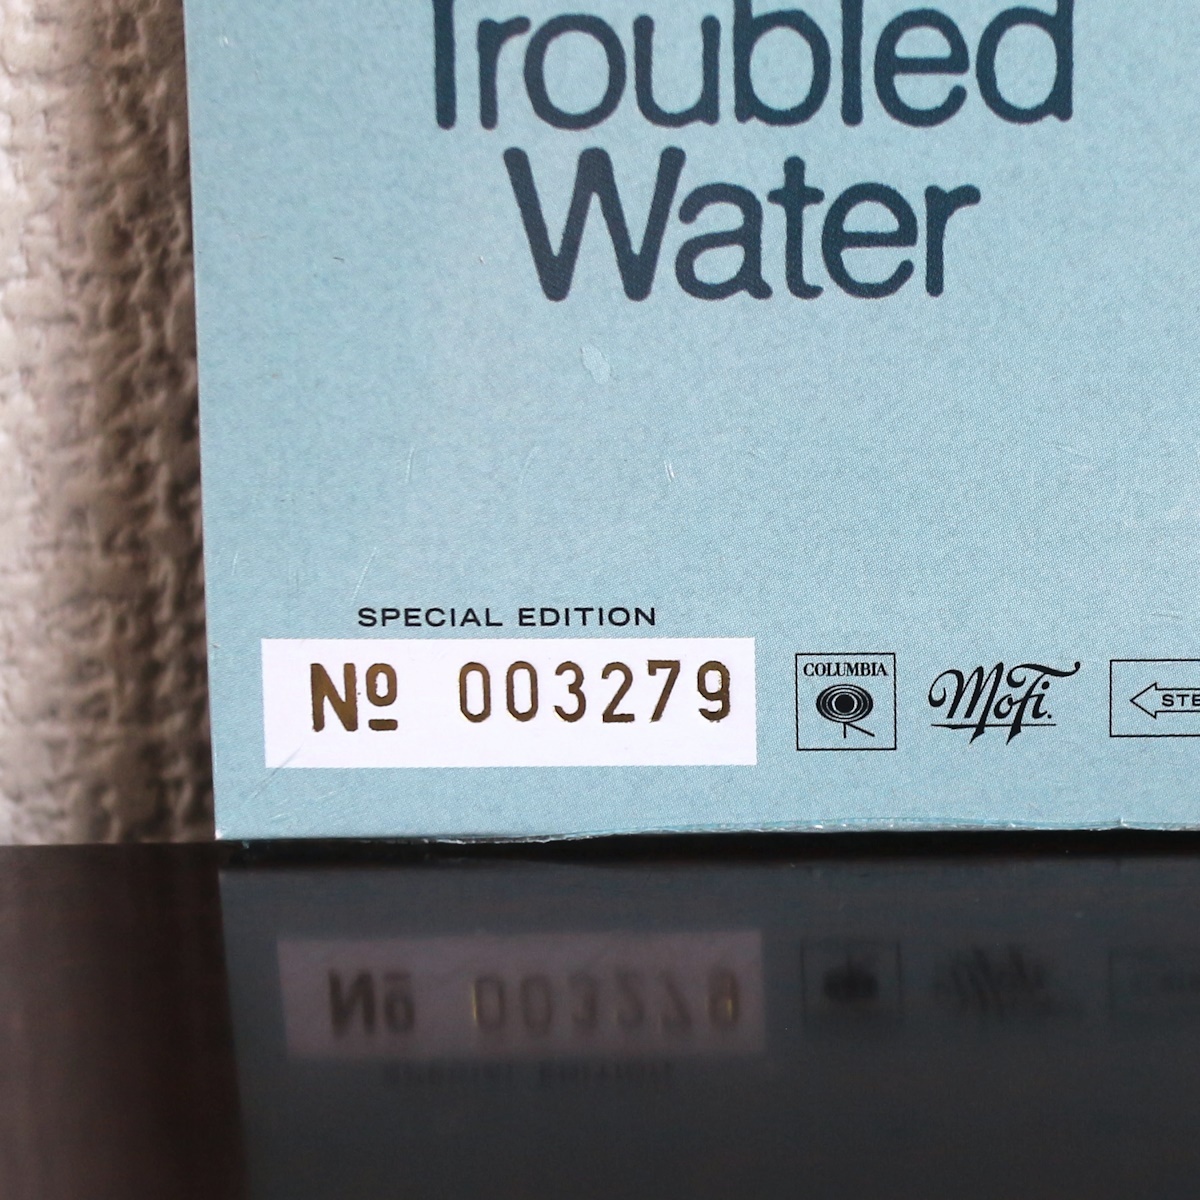 Troubled
Water
SPECIAL EDITION
Nº 003279
COLUMBIA
MoFi.